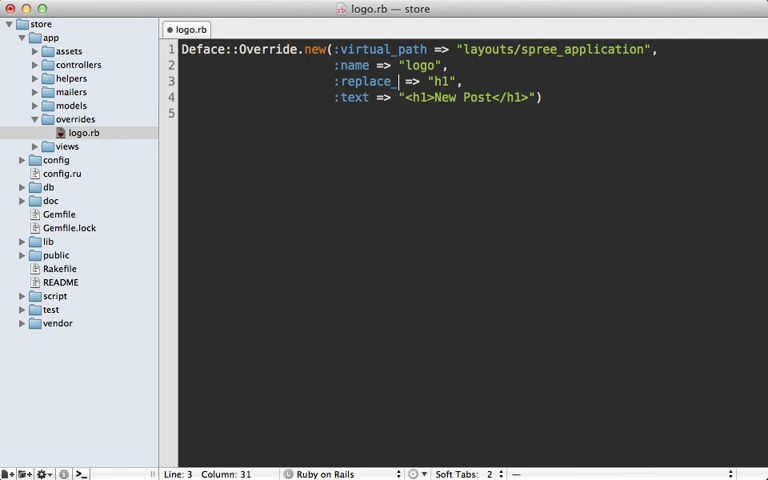 logo.rb — store
store
app
assets
controllers
helpers
mailers
models
overrides
logo.rb
views
config
config.ru
db
doc
Gemfile
Gemfile.lock
lib
public
Rakefile
README
script
test
vendor
logo.rb
1 Deface::Override.new(:virtual_path => "layouts/spree_application",
2 :name => "logo",
3 :replace_ => "h1",
4 :text => "<h1>New Post</h1>")
5
Line: 3 Column: 31 Ruby on Rails Soft Tabs: 2 —